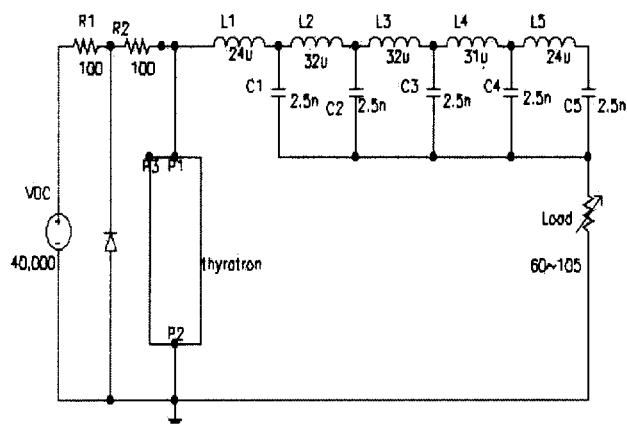 R1
R2
L1
L2
L3
L4
L5
100
100
24u
32u
32u
31u
24u
C1
2.5n
C2
2.5n
C3
2.5n
C4
2.5n
C5
2.5n
P3
P1
VDC
+
-
40,000
thyratron
Load
60~105
P2